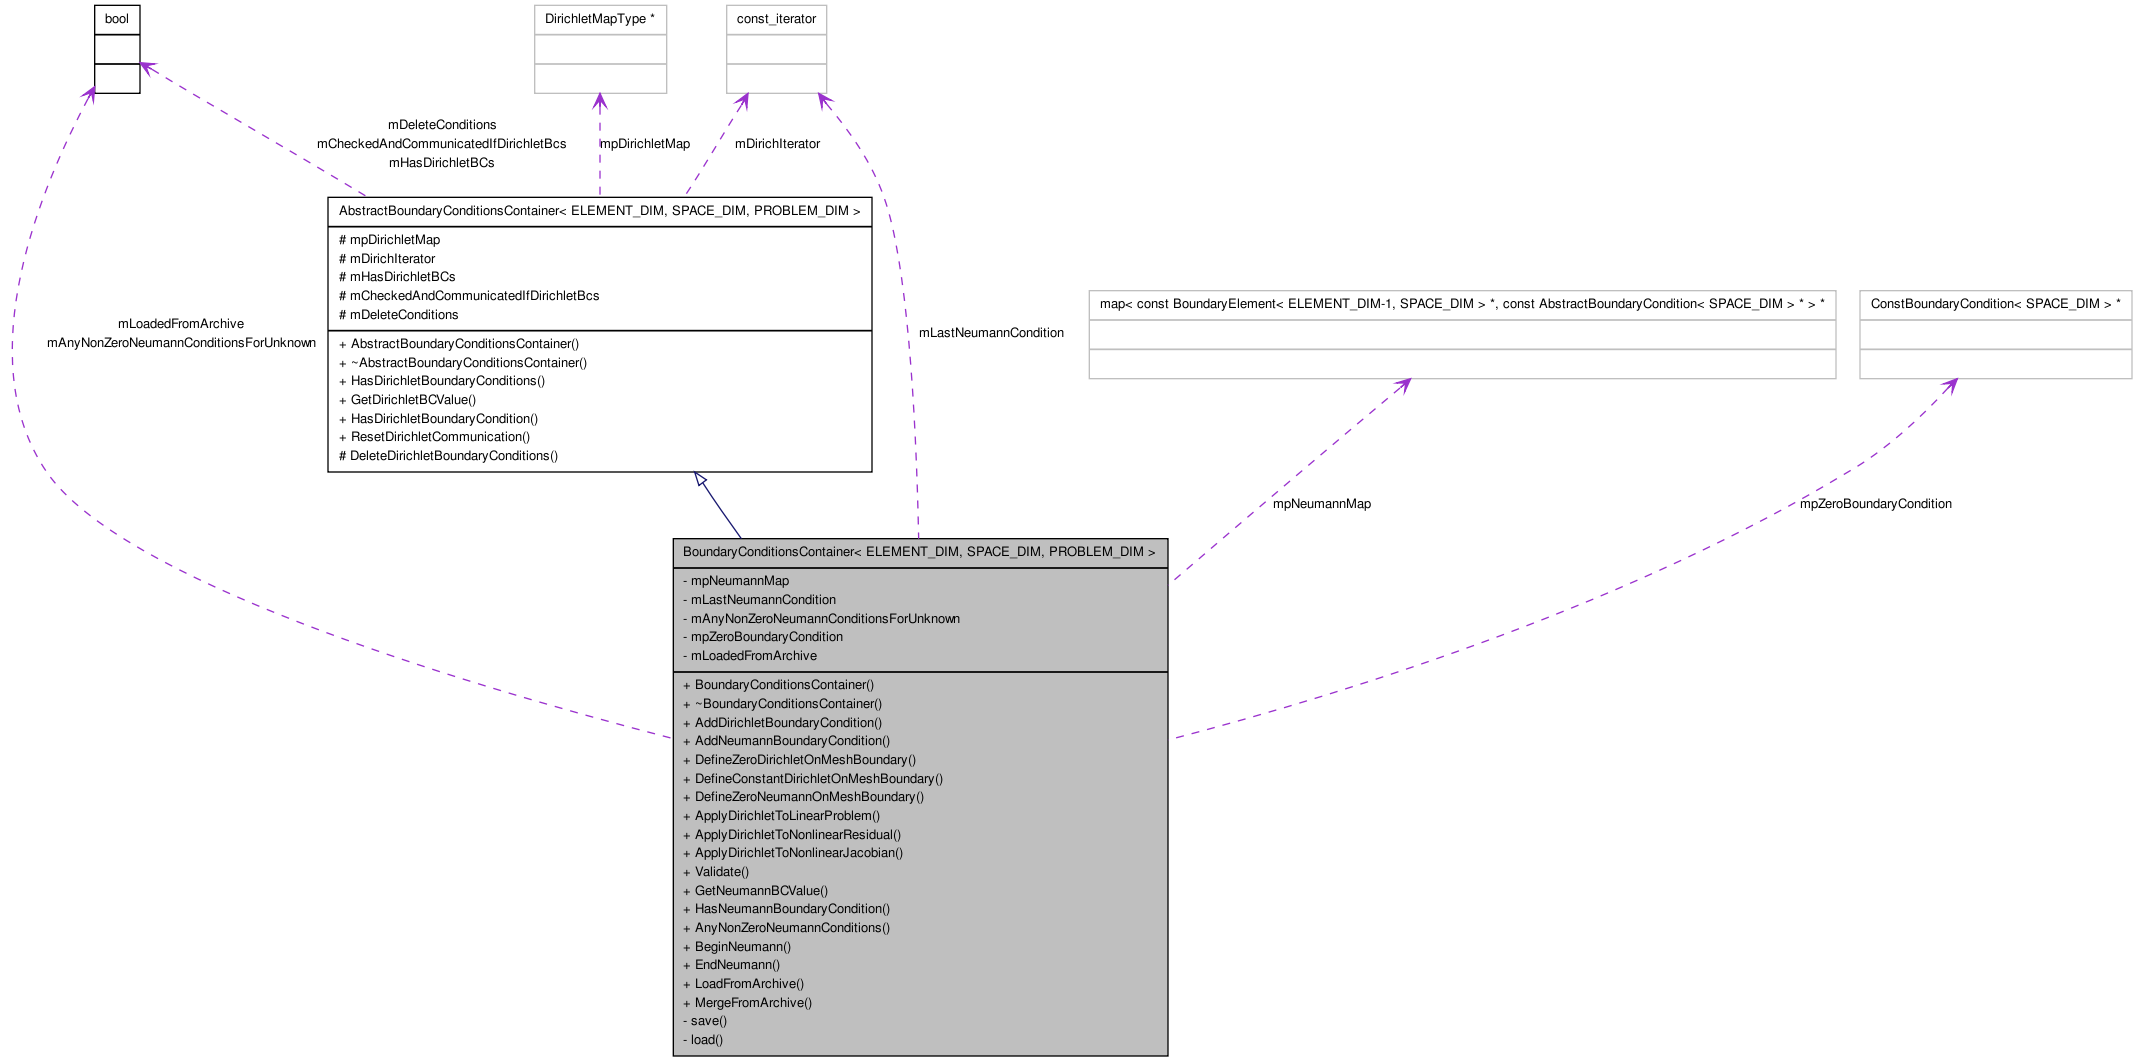 bool
DirichletMapType *
const_iterator
mDeleteConditions
mCheckedAndCommunicatedIfDirichletBcs
mHasDirichletBCs
mpDirichletMap
mDirichIterator
AbstractBoundaryConditionsContainer< ELEMENT_DIM, SPACE_DIM, PROBLEM_DIM >
# mpDirichletMap
# mDirichIterator
# mHasDirichletBCs
# mCheckedAndCommunicatedIfDirichletBcs
# mDeleteConditions
+ AbstractBoundaryConditionsContainer()
+ ~AbstractBoundaryConditionsContainer()
+ HasDirichletBoundaryConditions()
+ GetDirichletBCValue()
+ HasDirichletBoundaryCondition()
+ ResetDirichletCommunication()
# DeleteDirichletBoundaryConditions()
mLoadedFromArchive
mAnyNonZeroNeumannConditionsForUnknown
mLastNeumannCondition
map< const BoundaryElement< ELEMENT_DIM-1, SPACE_DIM > *, const AbstractBoundaryCondition< SPACE_DIM > * > *
ConstBoundaryCondition< SPACE_DIM > *
mpNeumannMap
mpZeroBoundaryCondition
BoundaryConditionsContainer< ELEMENT_DIM, SPACE_DIM, PROBLEM_DIM >
- mpNeumannMap
- mLastNeumannCondition
- mAnyNonZeroNeumannConditionsForUnknown
- mpZeroBoundaryCondition
- mLoadedFromArchive
+ BoundaryConditionsContainer()
+ ~BoundaryConditionsContainer()
+ AddDirichletBoundaryCondition()
+ AddNeumannBoundaryCondition()
+ DefineZeroDirichletOnMeshBoundary()
+ DefineConstantDirichletOnMeshBoundary()
+ DefineZeroNeumannOnMeshBoundary()
+ ApplyDirichletToLinearProblem()
+ ApplyDirichletToNonlinearResidual()
+ ApplyDirichletToNonlinearJacobian()
+ Validate()
+ GetNeumannBCValue()
+ HasNeumannBoundaryCondition()
+ AnyNonZeroNeumannConditions()
+ BeginNeumann()
+ EndNeumann()
+ LoadFromArchive()
+ MergeFromArchive()
- save()
- load()